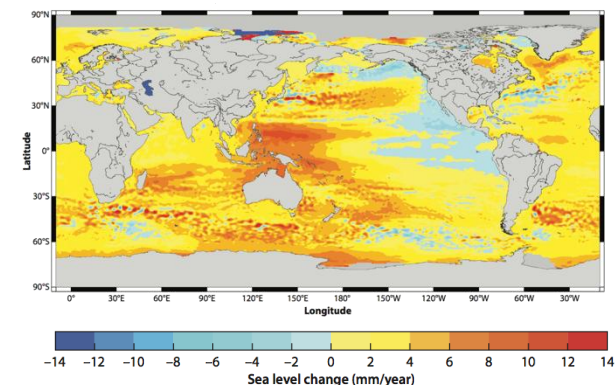 90°N
60°N
30°N
0°
30°S
60°S
90°S
Latitude
0° 30°E 60°E 90°E 120°E 150°E 180° 150°W 120°W 90°W 60°W 30°W
Longitude
−14 −12 −10 −8 −6 −4 −2 0 2 4 6 8 10 12 14
Sea level change (mm/year)